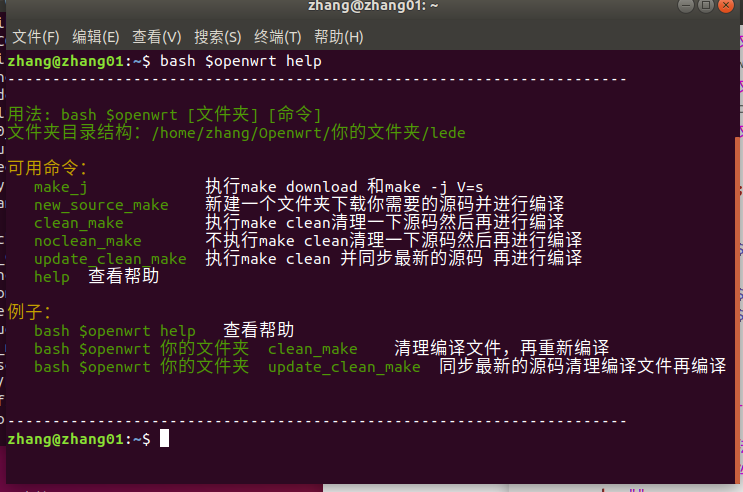 zhang@zhang01: ~
文件(F) 编辑(E) 查看(V) 搜索(S) 终端(T) 帮助(H)
zhang@zhang01:~$ bash $openwrt help
---------------------------------------------------------------------
用法: bash $openwrt [文件夹] [命令]
文件夹目录结构：/home/zhang/Openwrt/你的文件夹/lede
可用命令：
make_j 执行make download 和make -j V=s
new_source_make 新建一个文件夹下载你需要的源码并进行编译
clean_make 执行make clean清理一下源码然后再进行编译
noclean_make 不执行make clean清理一下源码然后再进行编译
update_clean_make 执行make clean 并同步最新的源码 再进行编译
help 查看帮助
例子：
bash $openwrt help 查看帮助
bash $openwrt 你的文件夹 clean_make 清理编译文件，再重新编译
bash $openwrt 你的文件夹 update_clean_make 同步最新的源码清理编译文件再编译
---------------------------------------------------------------------
zhang@zhang01:~$